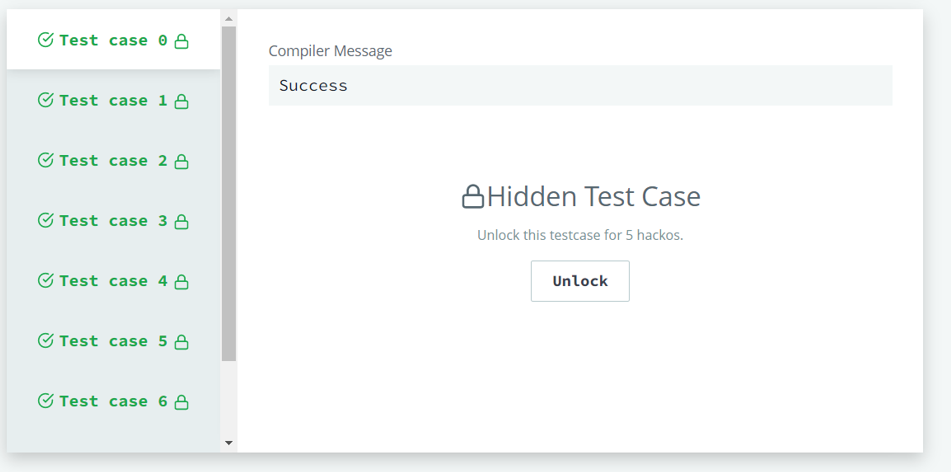 Test case 0
Test case 1
Test case 2
Test case 3
Test case 4
Test case 5
Test case 6
Compiler Message
Success
Hidden Test Case
Unlock this testcase for 5 hackos.
Unlock